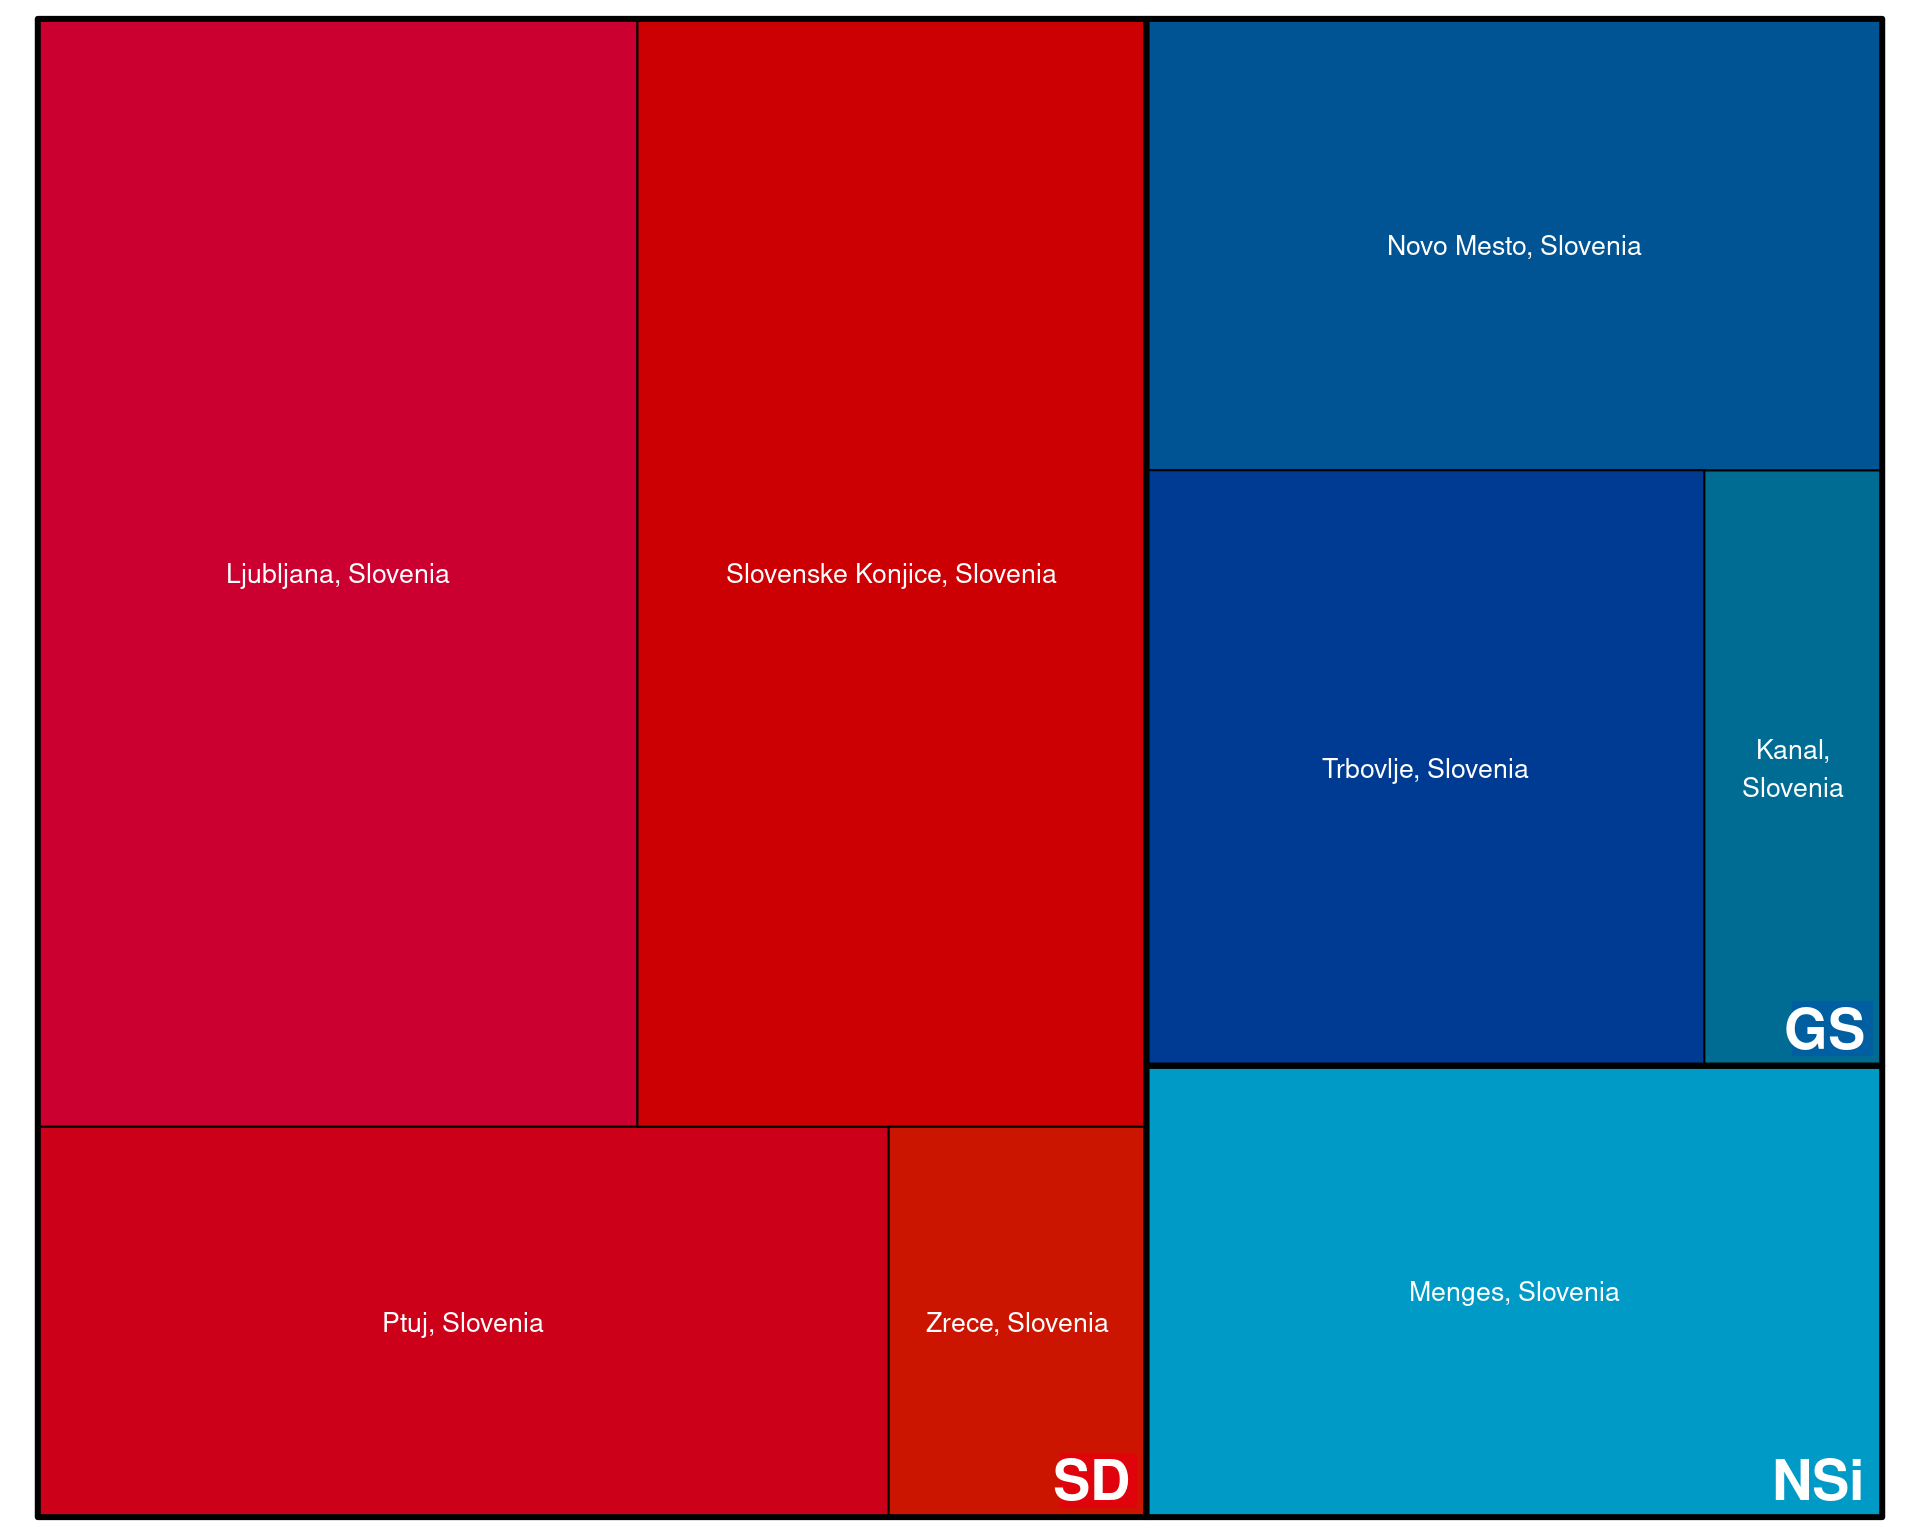 Ljubljana, Slovenia
Slovenske Konjice, Slovenia
Ptuj, Slovenia
Zrece, Slovenia
SD
Novo Mesto, Slovenia
Trbovlje, Slovenia
Kanal,
Slovenia
GS
Menges, Slovenia
NSi